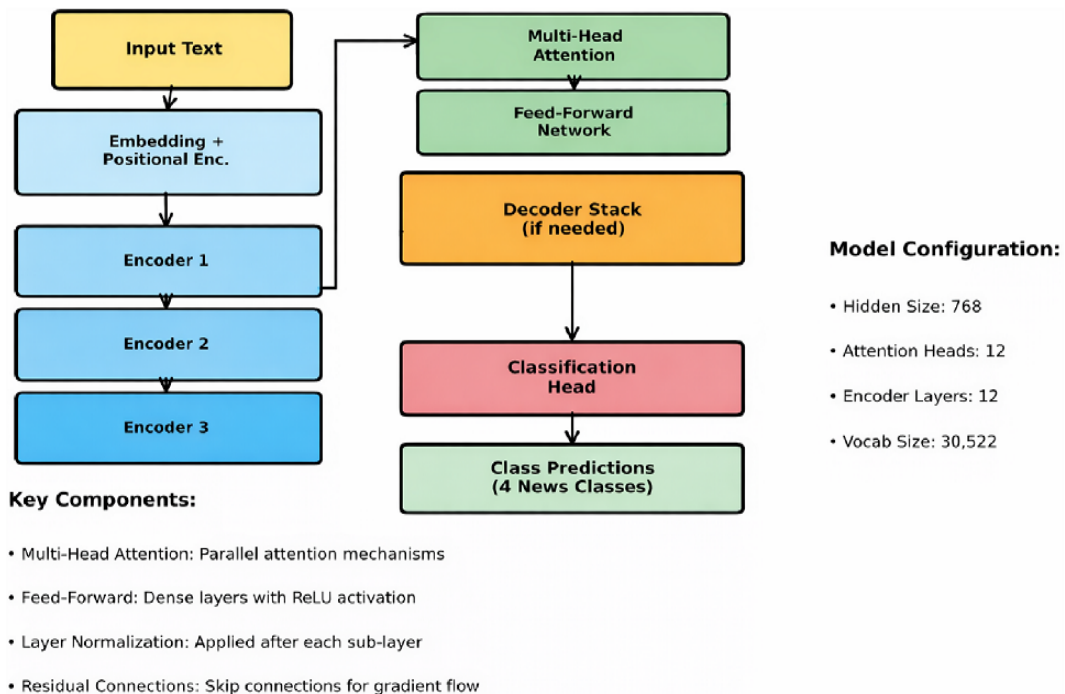 Input Text
Embedding +
Positional Enc.
Encoder 1
Encoder 2
Encoder 3
Multi-Head
Attention
Feed-Forward
Network
Decoder Stack
(if needed)
Classification
Head
Class Predictions
(4 News Classes)
Model Configuration:
• Hidden Size: 768
• Attention Heads: 12
• Encoder Layers: 12
• Vocab Size: 30,522
Key Components:
• Multi-Head Attention: Parallel attention mechanisms
• Feed-Forward: Dense layers with ReLU activation
• Layer Normalization: Applied after each sub-layer
• Residual Connections: Skip connections for gradient flow